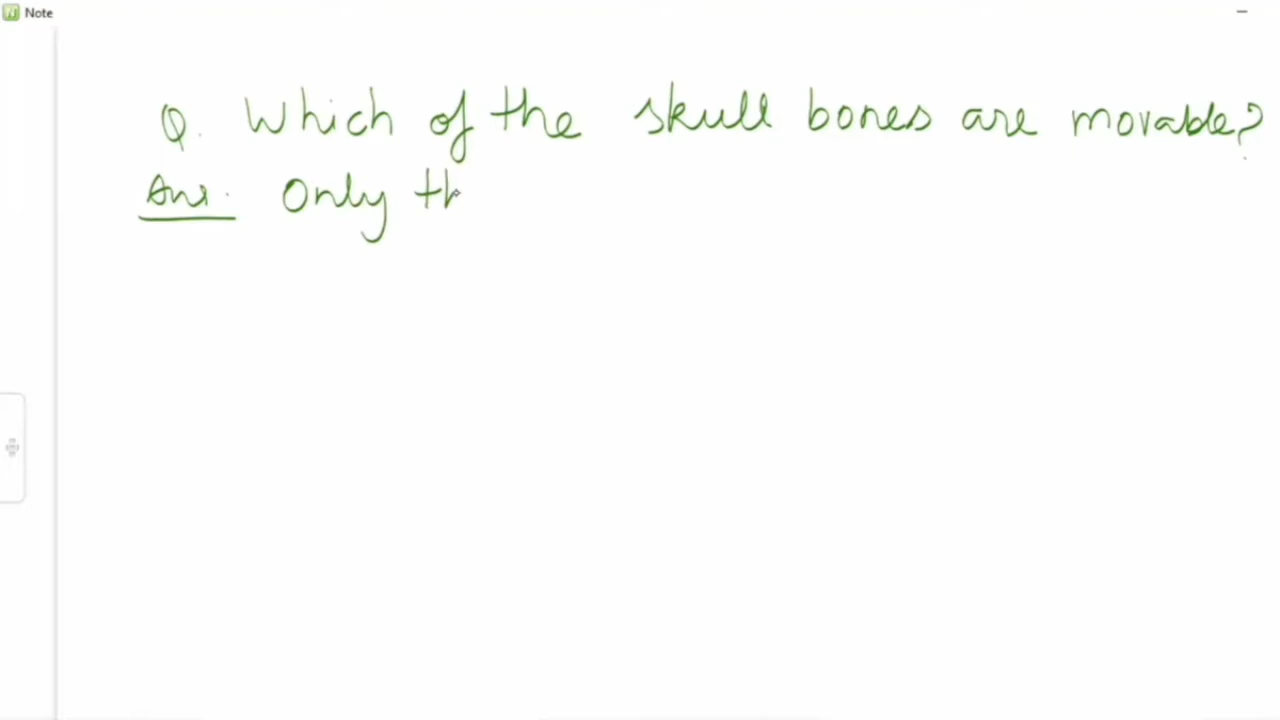 Note
Q. Which of the skull bones are movable?
Ans. Only th